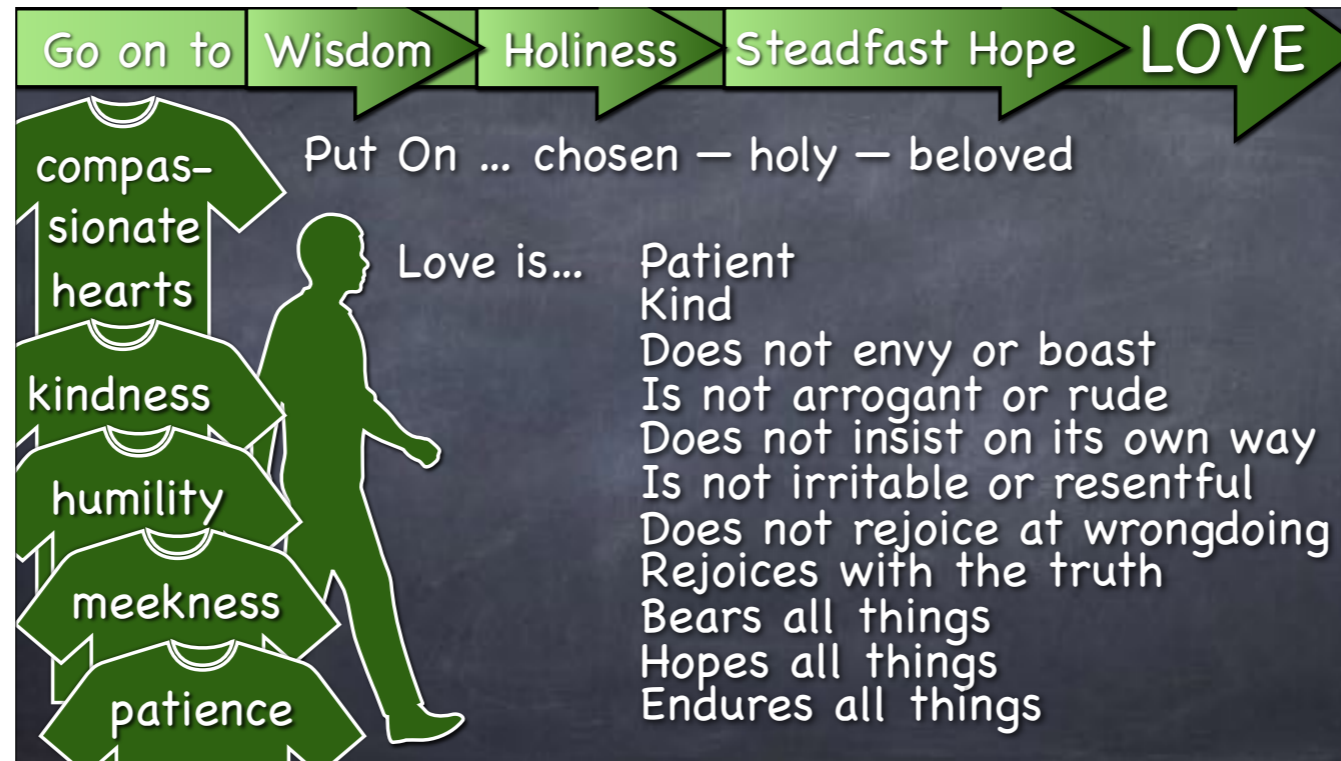 Go on to Wisdom Holiness Steadfast Hope LOVE
Put On ... chosen — holy — beloved
compas-
sionate
hearts
kindness
humility
meekness
patience
Love is... Patient
Kind
Does not envy or boast
Is not arrogant or rude
Does not insist on its own way
Is not irritable or resentful
Does not rejoice at wrongdoing
Rejoices with the truth
Bears all things
Hopes all things
Endures all things